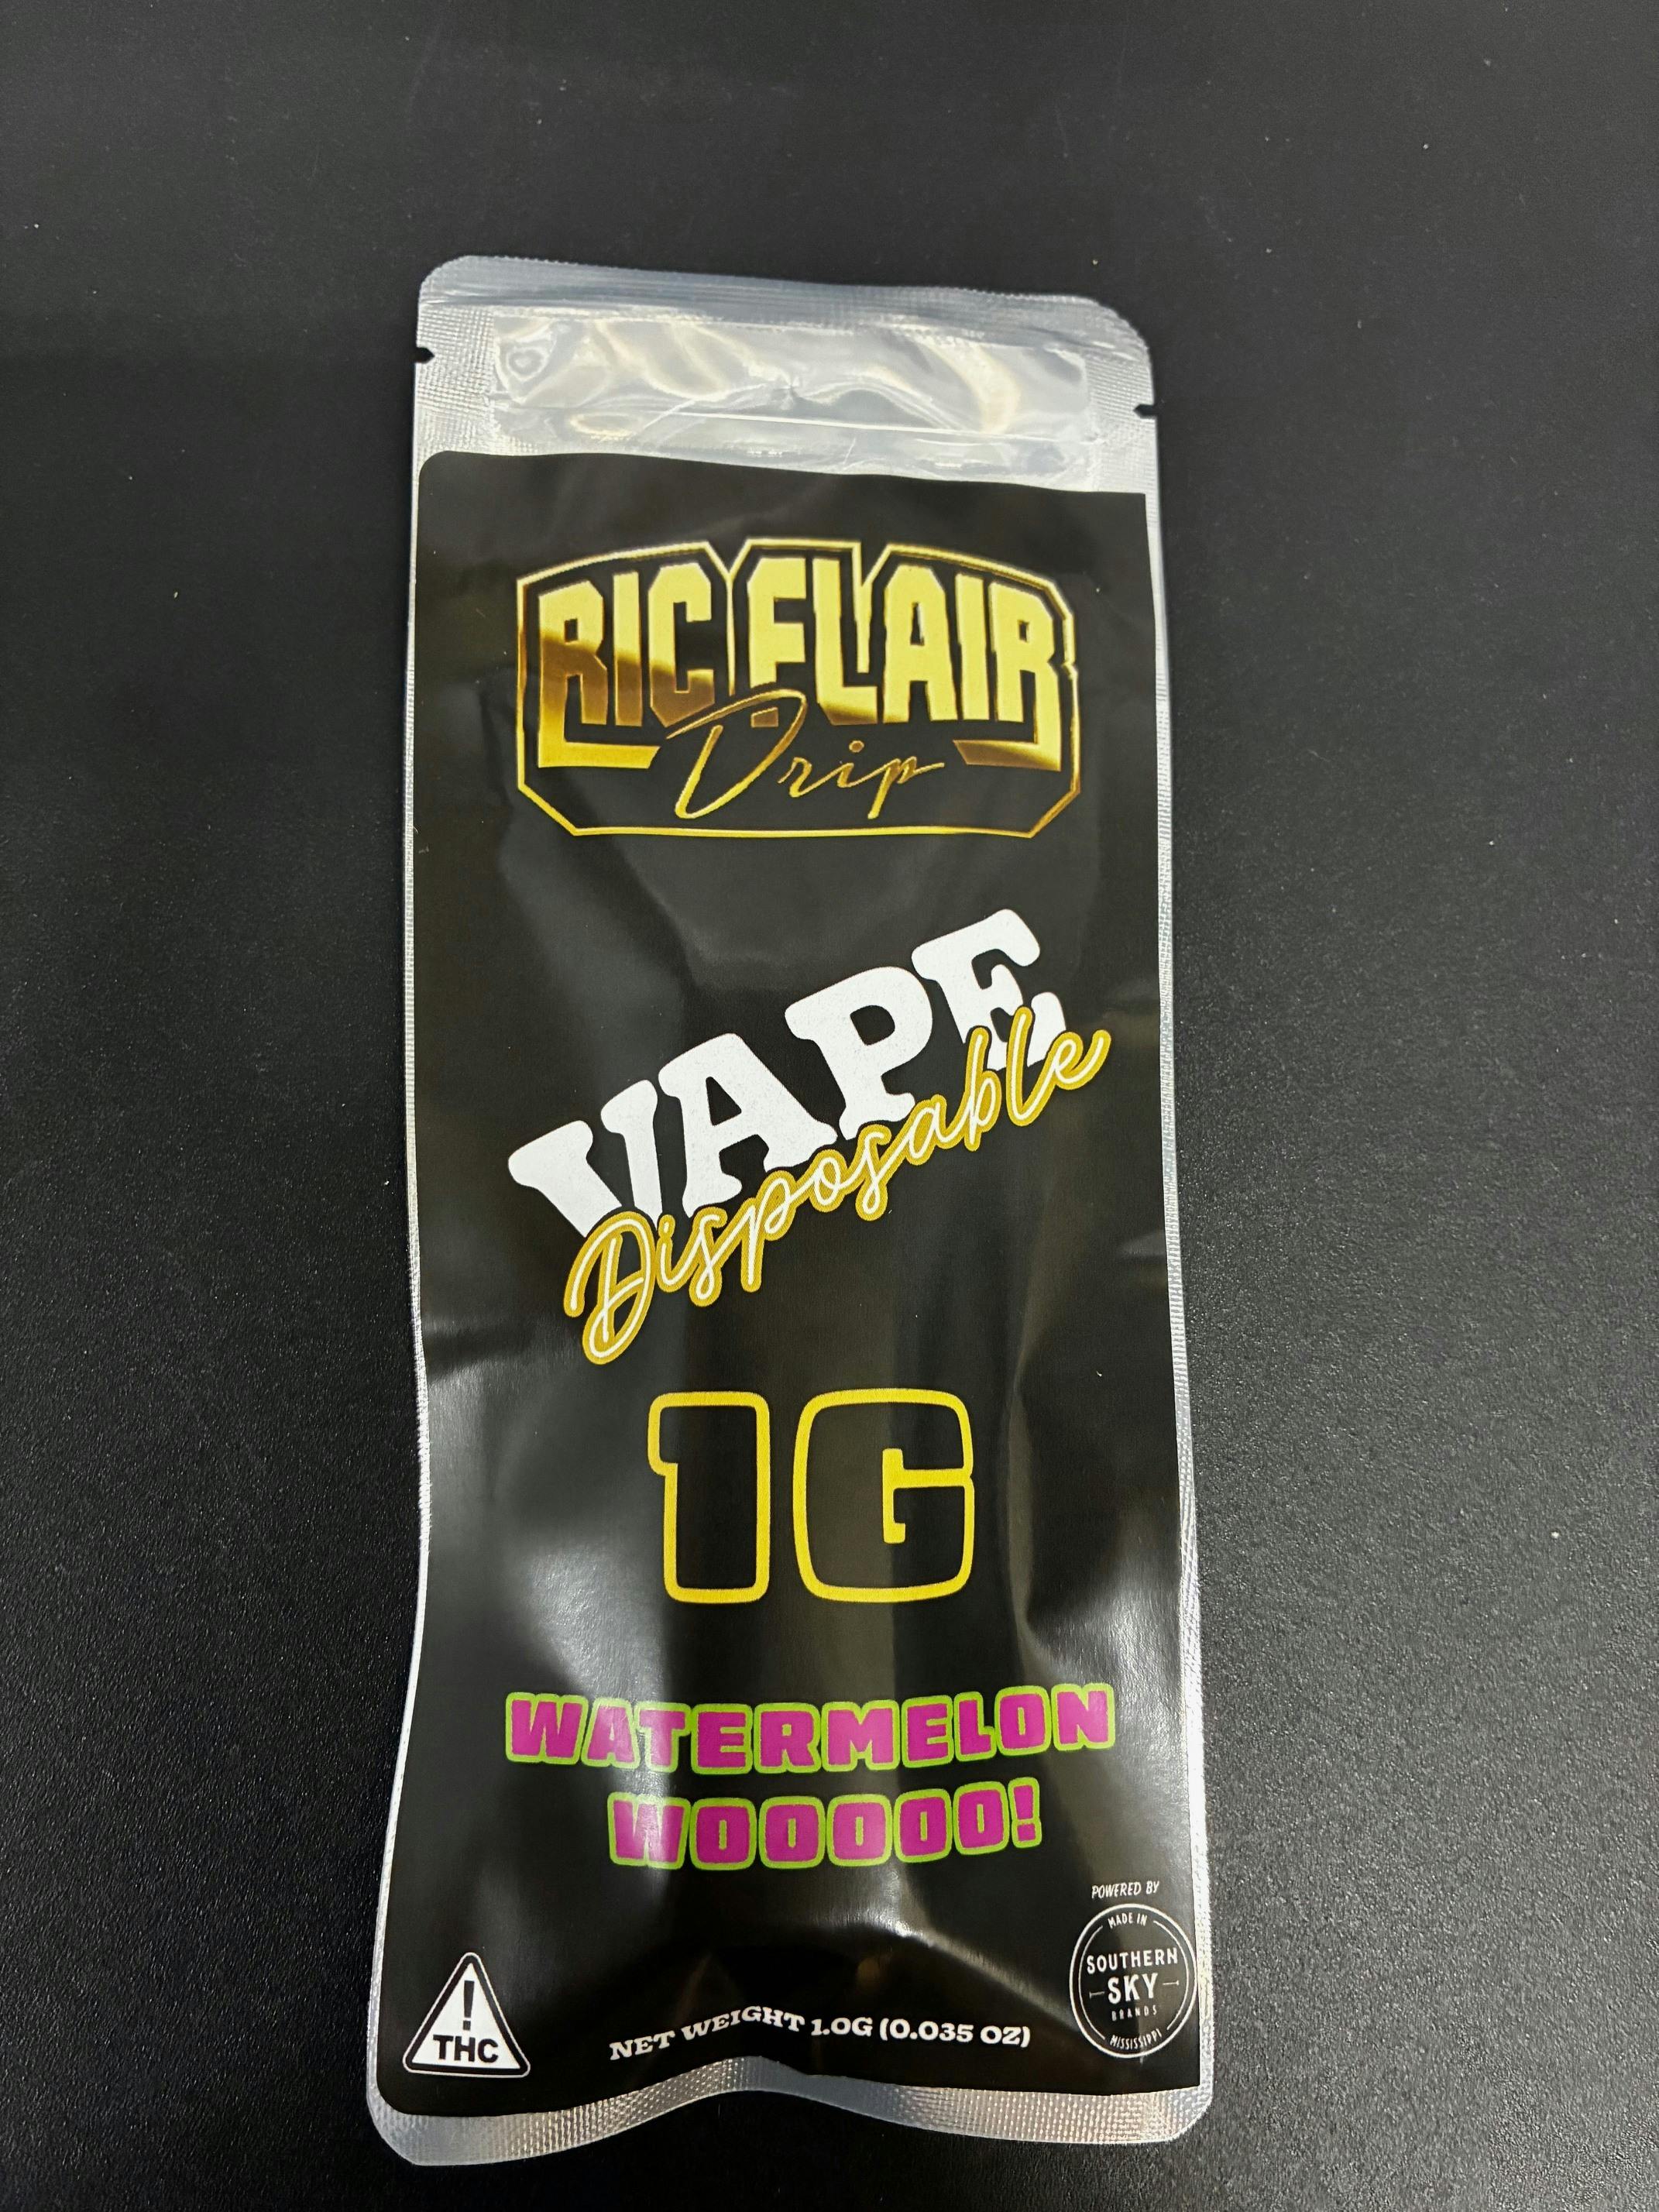 RIC FLAIR
Drip
VAPE
Disposable
1G
WATERMELON
WOOOOO!
POWERED BY
MADE IN
SOUTHERN
SKY
BRANDS
MISSISSIPPI
!
THC
NET WEIGHT 1.0G (0.035 OZ)